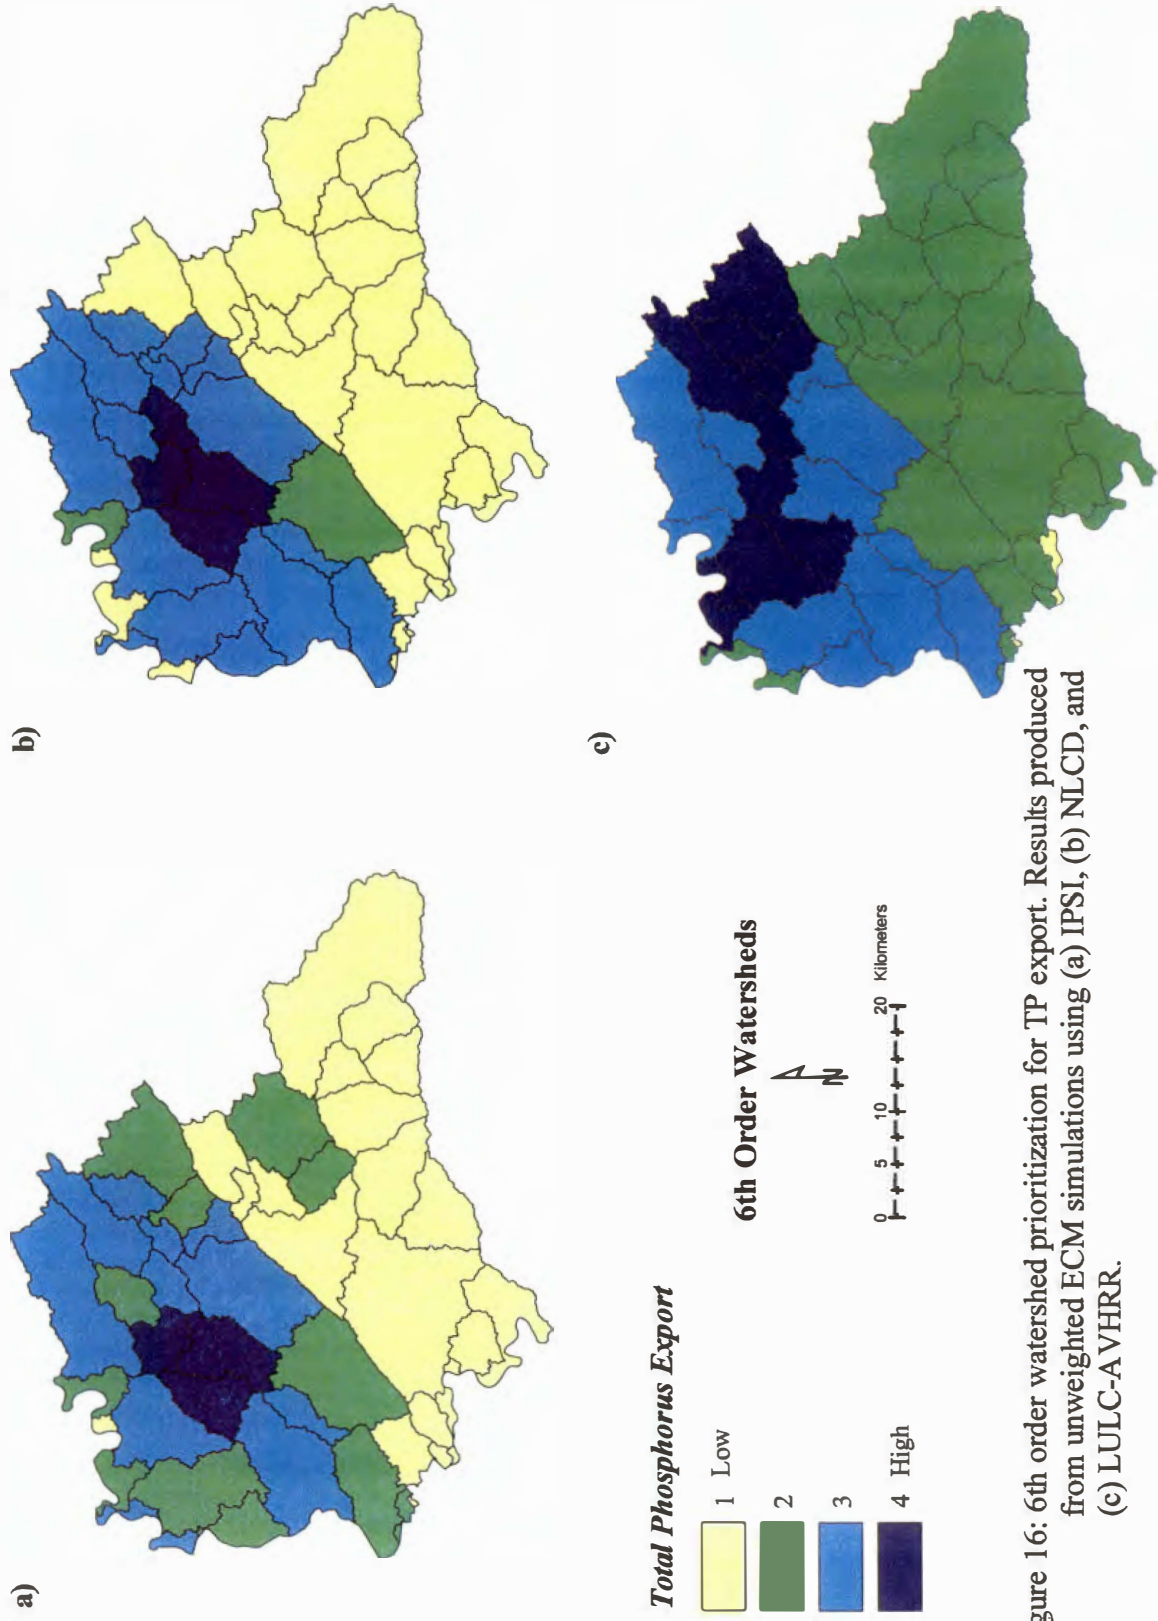 a)
b)
c)
Total Phosphorus Export
1 Low
2
3
4 High
6th Order Watersheds
N
0 5 10 20 Kilometers
gure 16: 6th order watershed prioritization for TP export. Results produced
from unweighted ECM simulations using (a) IPSI, (b) NLCD, and
(c) LULC-AVHRR.